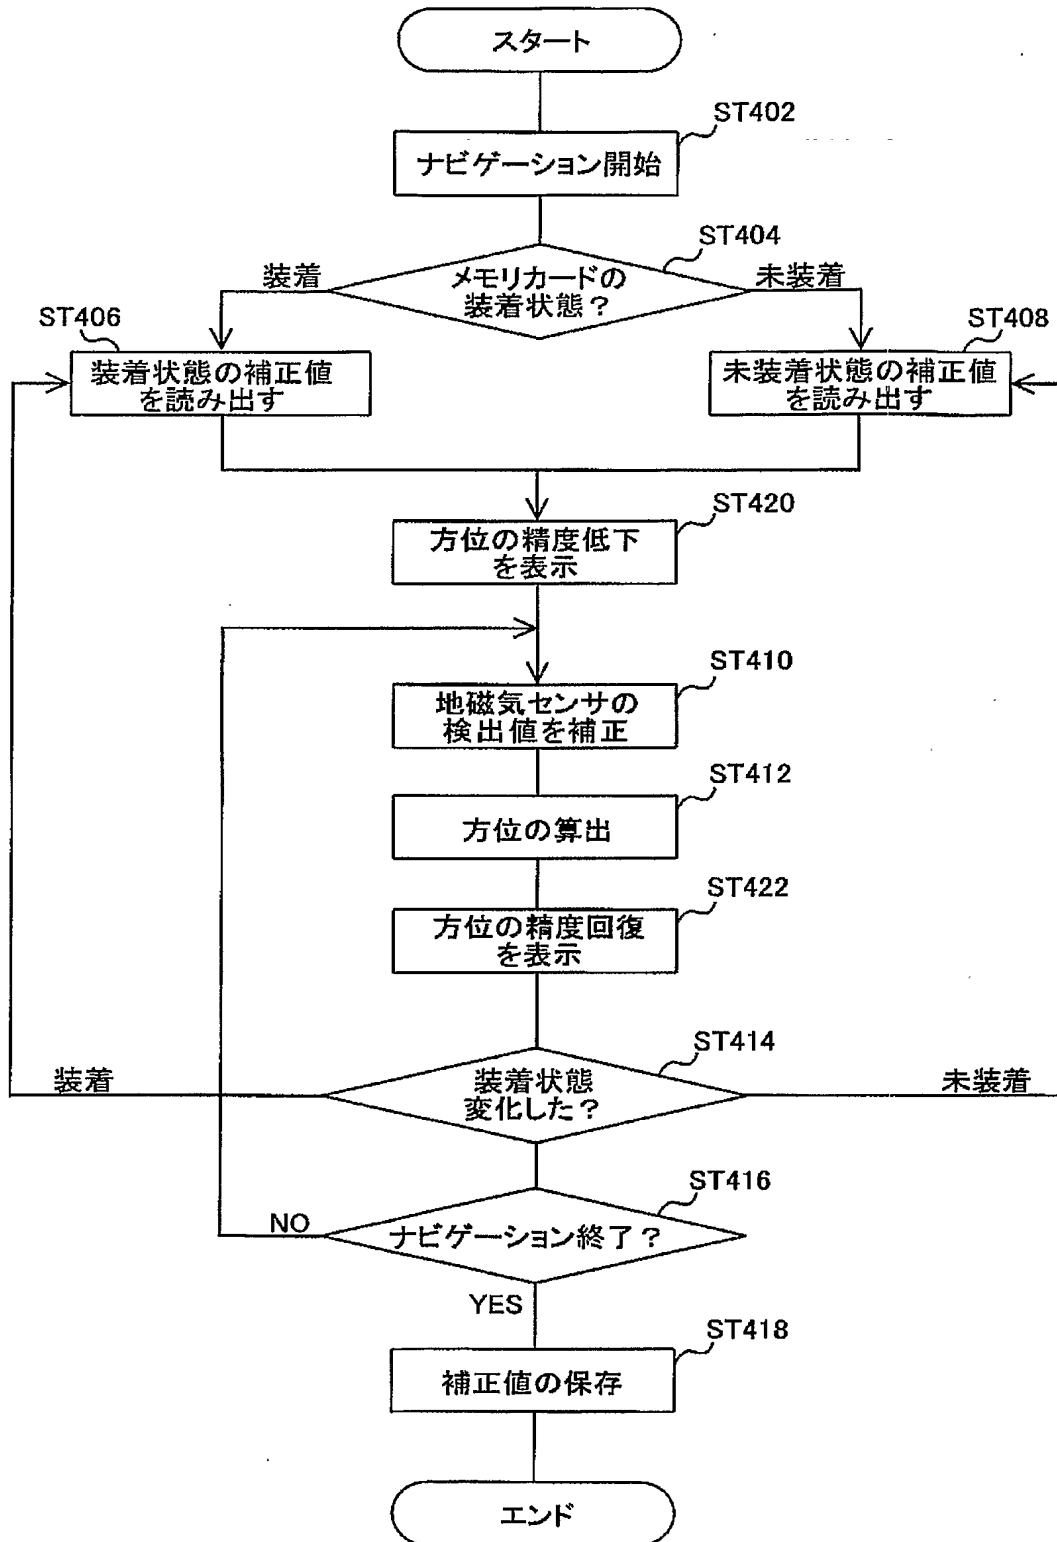 スタート
ST402
ナビゲーション開始
ST404
メモリカードの
装着状態？
装着
未装着
ST406
装着状態の補正値
を読み出す
ST408
未装着状態の補正値
を読み出す
ST420
方位の精度低下
を表示
ST410
地磁気センサの
検出値を補正
ST412
方位の算出
ST422
方位の精度回復
を表示
ST414
装着状態
変化した？
装着
未装着
ST416
ナビゲーション終了？
NO
YES
ST418
補正値の保存
エンド